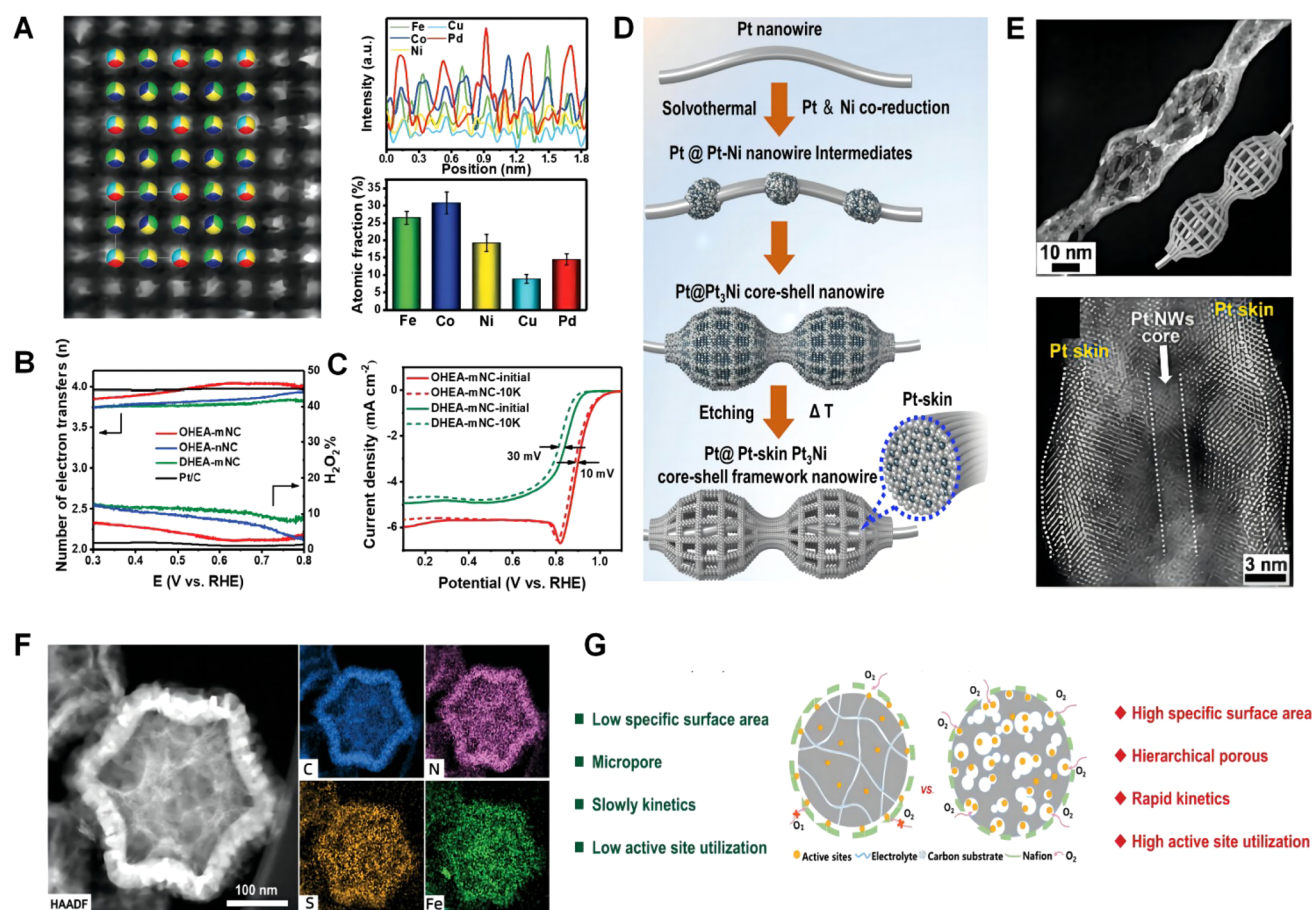 A
Fe
Cu
Co
Pd
Ni
Intensity (a.u.)
0.0 0.3 0.6 0.9 1.2 1.5 1.8
Position (nm)
Atomic fraction (%)
35
30
25
20
15
10
5
0
Fe Co Ni Cu Pd
B
Number of electron transfers (n)
4.0
3.5
3.0
2.5
2.0
OHEA-mNC
OHEA-nNC
DHEA-mNC
Pt/C
50
40
30
20
10
0
H2O2%
0.3 0.4 0.5 0.6 0.7 0.8
E (V vs. RHE)
C
Current density (mA cm-2)
0
-2
-4
-6
OHEA-mNC-initial
OHEA-mNC-10K
DHEA-mNC-initial
DHEA-mNC-10K
30 mV
10 mV
0.2 0.4 0.6 0.8 1.0
Potential (V vs. RHE)
D
Pt nanowire
Solvothermal Pt & Ni co-reduction
Pt @ Pt-Ni nanowire Intermediates
Pt@Pt3Ni core-shell nanowire
Etching Δ T
Pt-skin
Pt@ Pt-skin Pt3Ni
core-shell framework nanowire
E
10 nm
Pt skin
Pt NWs
core
Pt skin
3 nm
F
HAADF
100 nm
C
N
S
Fe
G
Low specific surface area
Micropore
Slowly kinetics
Low active site utilization
O2
O1
O2
vs.
O2
O2
O2
O2
O2
O2
Active sites Electrolyte Carbon substrate Nafion O2
High specific surface area
Hierarchical porous
Rapid kinetics
High active site utilization